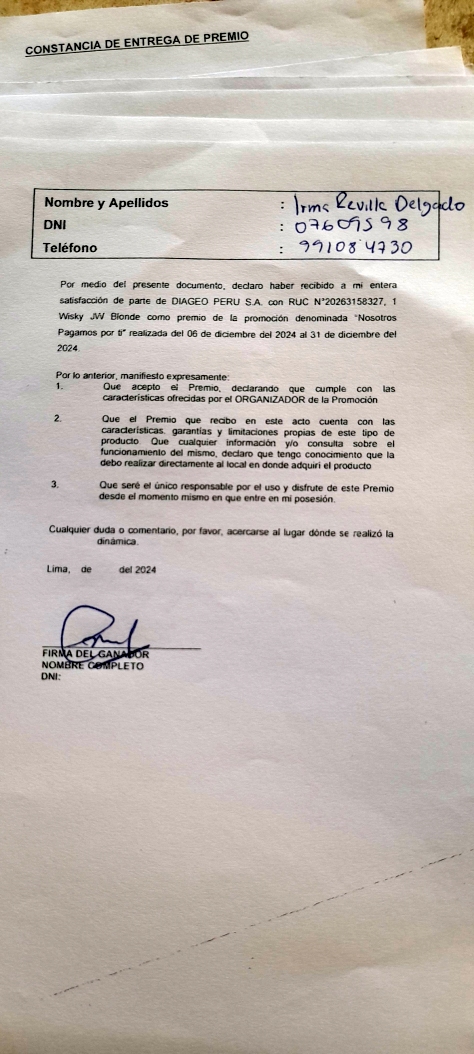 CONSTANCIA DE ENTREGA DE PREMIO
Nombre y Apellidos : Irma Revilla Delgado
DNI : 07609598
Teléfono : 991084730
Por medio del presente documento, declaro haber recibido a mi entera
satisfacción de parte de DIAGEO PERU S.A. con RUC N°20263158327, 1
Wisky JW Blonde como premio de la promoción denominada "Nosotros
Pagamos por ti" realizada del 06 de diciembre del 2024 al 31 de diciembre del
2024.
Por lo anterior, manifiesto expresamente:
1. Que acepto el Premio, declarando que cumple con las
características ofrecidas por el ORGANIZADOR de la Promoción
2. Que el Premio que recibo en este acto cuenta con las
características, garantías y limitaciones propias de este tipo de
producto. Que cualquier información y/o consulta sobre el
funcionamiento del mismo, declaro que tengo conocimiento que la
debo realizar directamente al local en donde adquirí el producto
3. Que seré el único responsable por el uso y disfrute de este Premio
desde el momento mismo en que entre en mi posesión.
Cualquier duda o comentario, por favor, acercarse al lugar dónde se realizó la
dinámica.
Lima, de del 2024
FIRMA DEL GANADOR
NOMBRE COMPLETO
DNI: